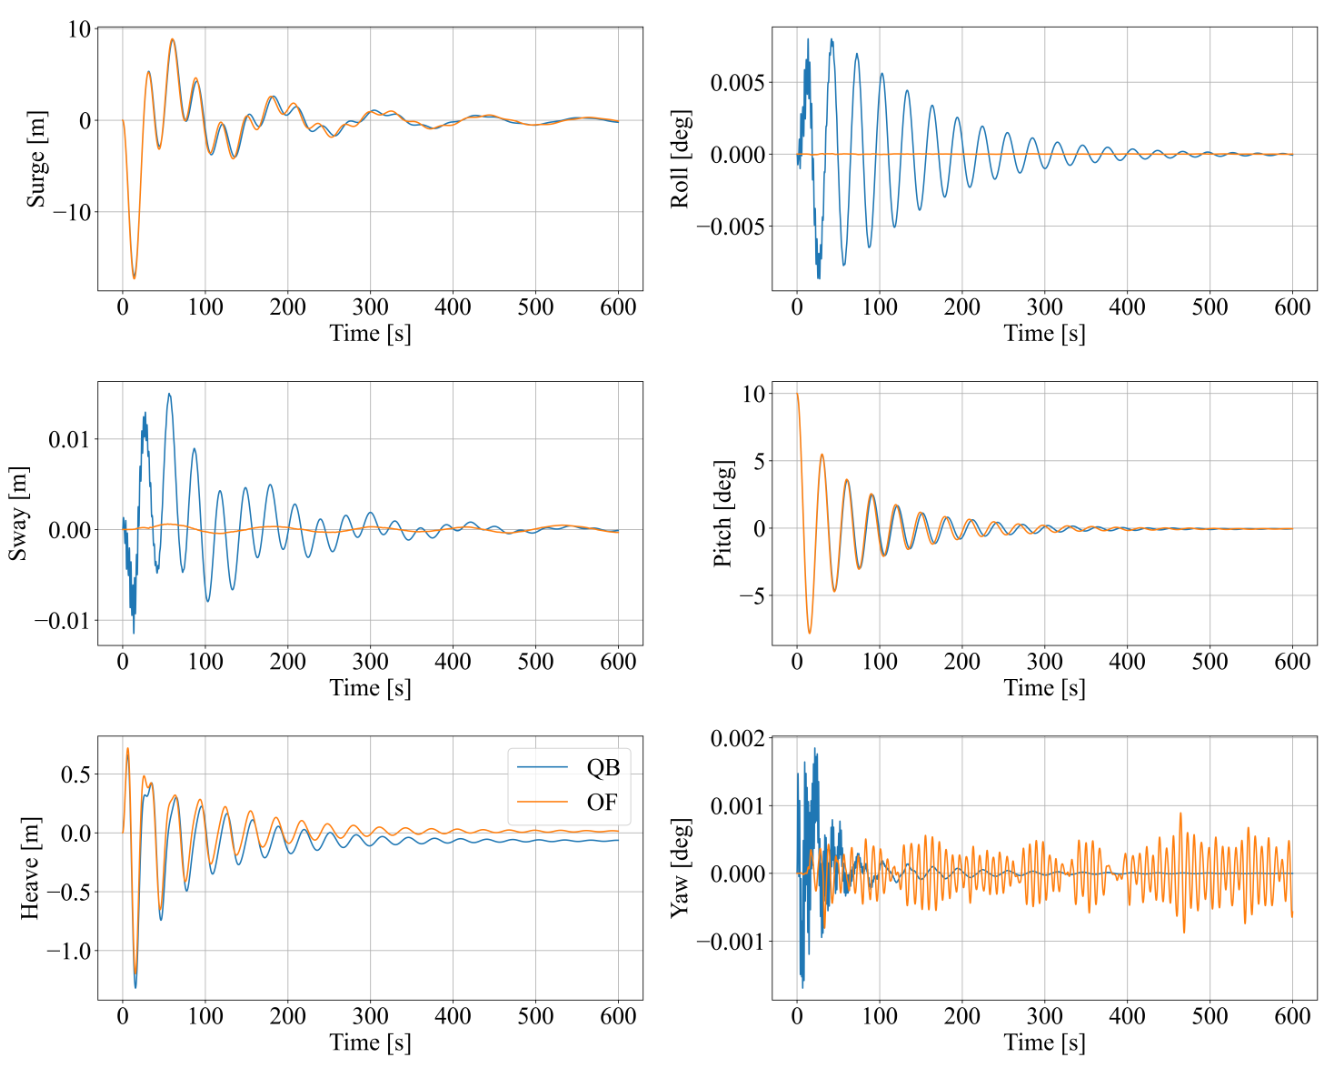 10
0
−10
Surge [m]
0 100 200 300 400 500 600
Time [s]
0.005
0.000
−0.005
Roll [deg]
0 100 200 300 400 500 600
Time [s]
0.01
0.00
−0.01
Sway [m]
0 100 200 300 400 500 600
Time [s]
10
5
0
−5
Pitch [deg]
0 100 200 300 400 500 600
Time [s]
0.5
0.0
−0.5
−1.0
Heave [m]
QB
OF
0 100 200 300 400 500 600
Time [s]
0.002
0.001
0.000
−0.001
Yaw [deg]
0 100 200 300 400 500 600
Time [s]